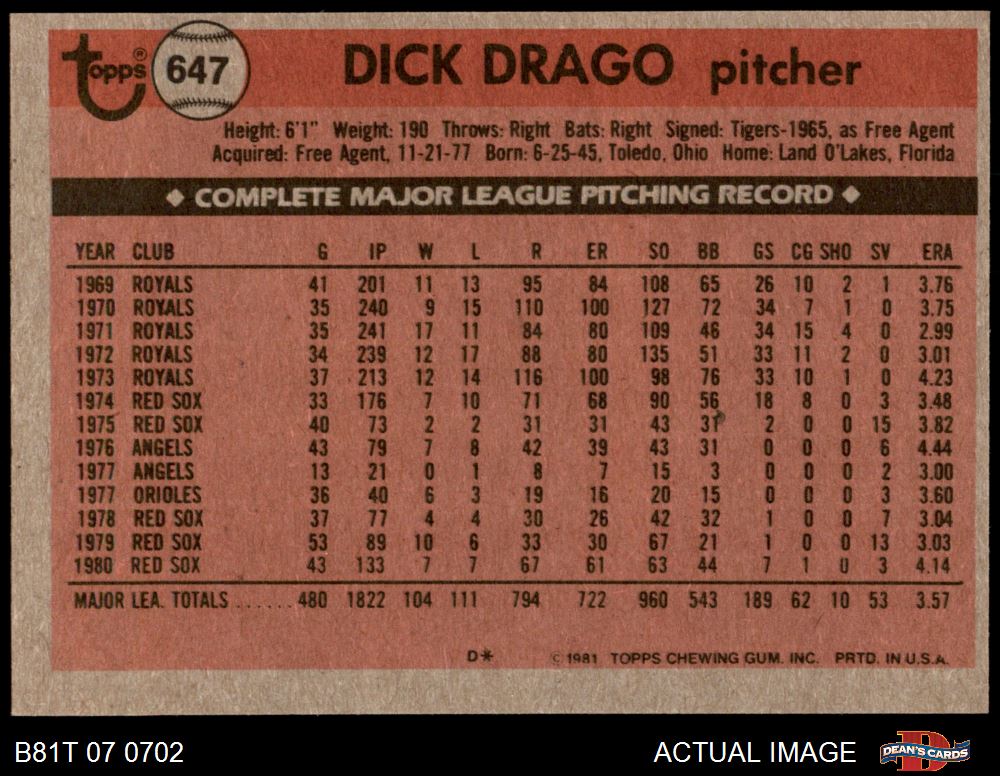 Topps® 647 DICK DRAGO pitcher
Height: 6'1" Weight: 190 Throws: Right Bats: Right Signed: Tigers-1965, as Free Agent
Acquired: Free Agent, 11-21-77 Born: 6-25-45, Toledo, Ohio Home: Land O'Lakes, Florida
◆ COMPLETE MAJOR LEAGUE PITCHING RECORD ◆
YEAR CLUB G IP W L R ER SO BB GS CG SHO SV ERA
1969 ROYALS 41 201 11 13 95 84 108 65 26 10 2 1 3.76
1970 ROYALS 35 240 9 15 110 100 127 72 34 7 1 0 3.75
1971 ROYALS 35 241 17 11 84 80 109 46 34 15 4 0 2.99
1972 ROYALS 34 239 12 17 88 80 135 51 33 11 2 0 3.01
1973 ROYALS 37 213 12 14 116 100 98 76 33 10 1 0 4.23
1974 RED SOX 33 176 7 10 71 68 90 56 18 8 0 3 3.48
1975 RED SOX 40 73 2 2 31 31 43 31 2 0 0 15 3.82
1976 ANGELS 43 79 7 8 42 39 43 31 0 0 0 6 4.44
1977 ANGELS 13 21 0 1 8 7 15 3 0 0 0 2 3.00
1977 ORIOLES 36 40 6 3 19 16 20 15 0 0 0 3 3.60
1978 RED SOX 37 77 4 4 30 26 42 32 1 0 0 7 3.04
1979 RED SOX 53 89 10 6 33 30 67 21 1 0 0 13 3.03
1980 RED SOX 43 133 7 7 67 61 63 44 7 1 0 3 4.14
MAJOR LEA. TOTALS ...... 480 1822 104 111 794 722 960 543 189 62 10 53 3.57
D* © 1981 TOPPS CHEWING GUM, INC. PRTD. IN U.S.A.
B81T 07 0702 ACTUAL IMAGE D DEAN'S CARDS